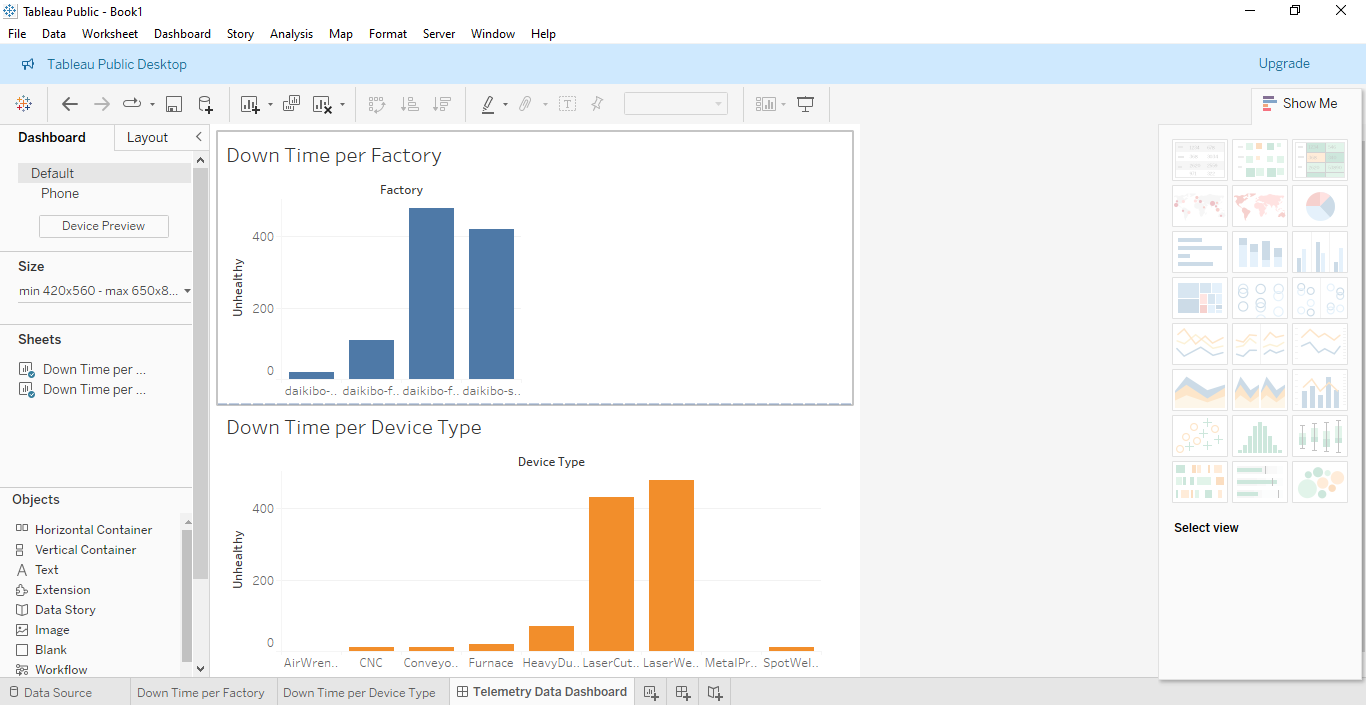 Tableau Public - Book1
File Data Worksheet Dashboard Story Analysis Map Format Server Window Help
Tableau Public Desktop Upgrade
Show Me
Dashboard Layout
Default
Phone
Device Preview
Size
min 420x560 - max 650x8...
Sheets
Down Time per ...
Down Time per ...
Objects
Horizontal Container
Vertical Container
Text
Extension
Data Story
Image
Blank
Workflow
Down Time per Factory
Factory
400
200
0
Unhealthy
daikibo-.. daikibo-f.. daikibo-f.. daikibo-s..
Down Time per Device Type
Device Type
400
200
0
Unhealthy
AirWren.. CNC Conveyo.. Furnace HeavyDu.. LaserCut.. LaserWe.. MetalPr.. SpotWel..
Select view
Data Source Down Time per Factory Down Time per Device Type Telemetry Data Dashboard